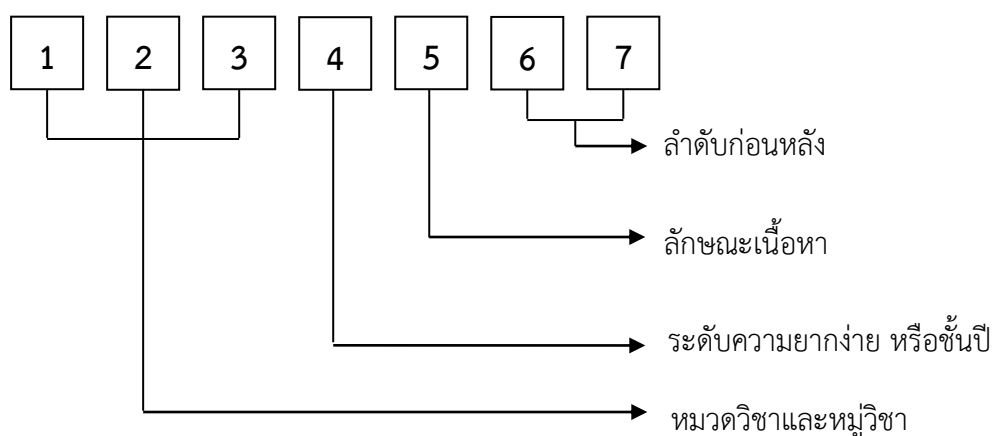 1 2 3 4 5 6 7
ลำดับก่อนหลัง
ลักษณะเนื้อหา
ระดับความยากง่าย หรือชั้นปี
หมวดวิชาและหมู่วิชา